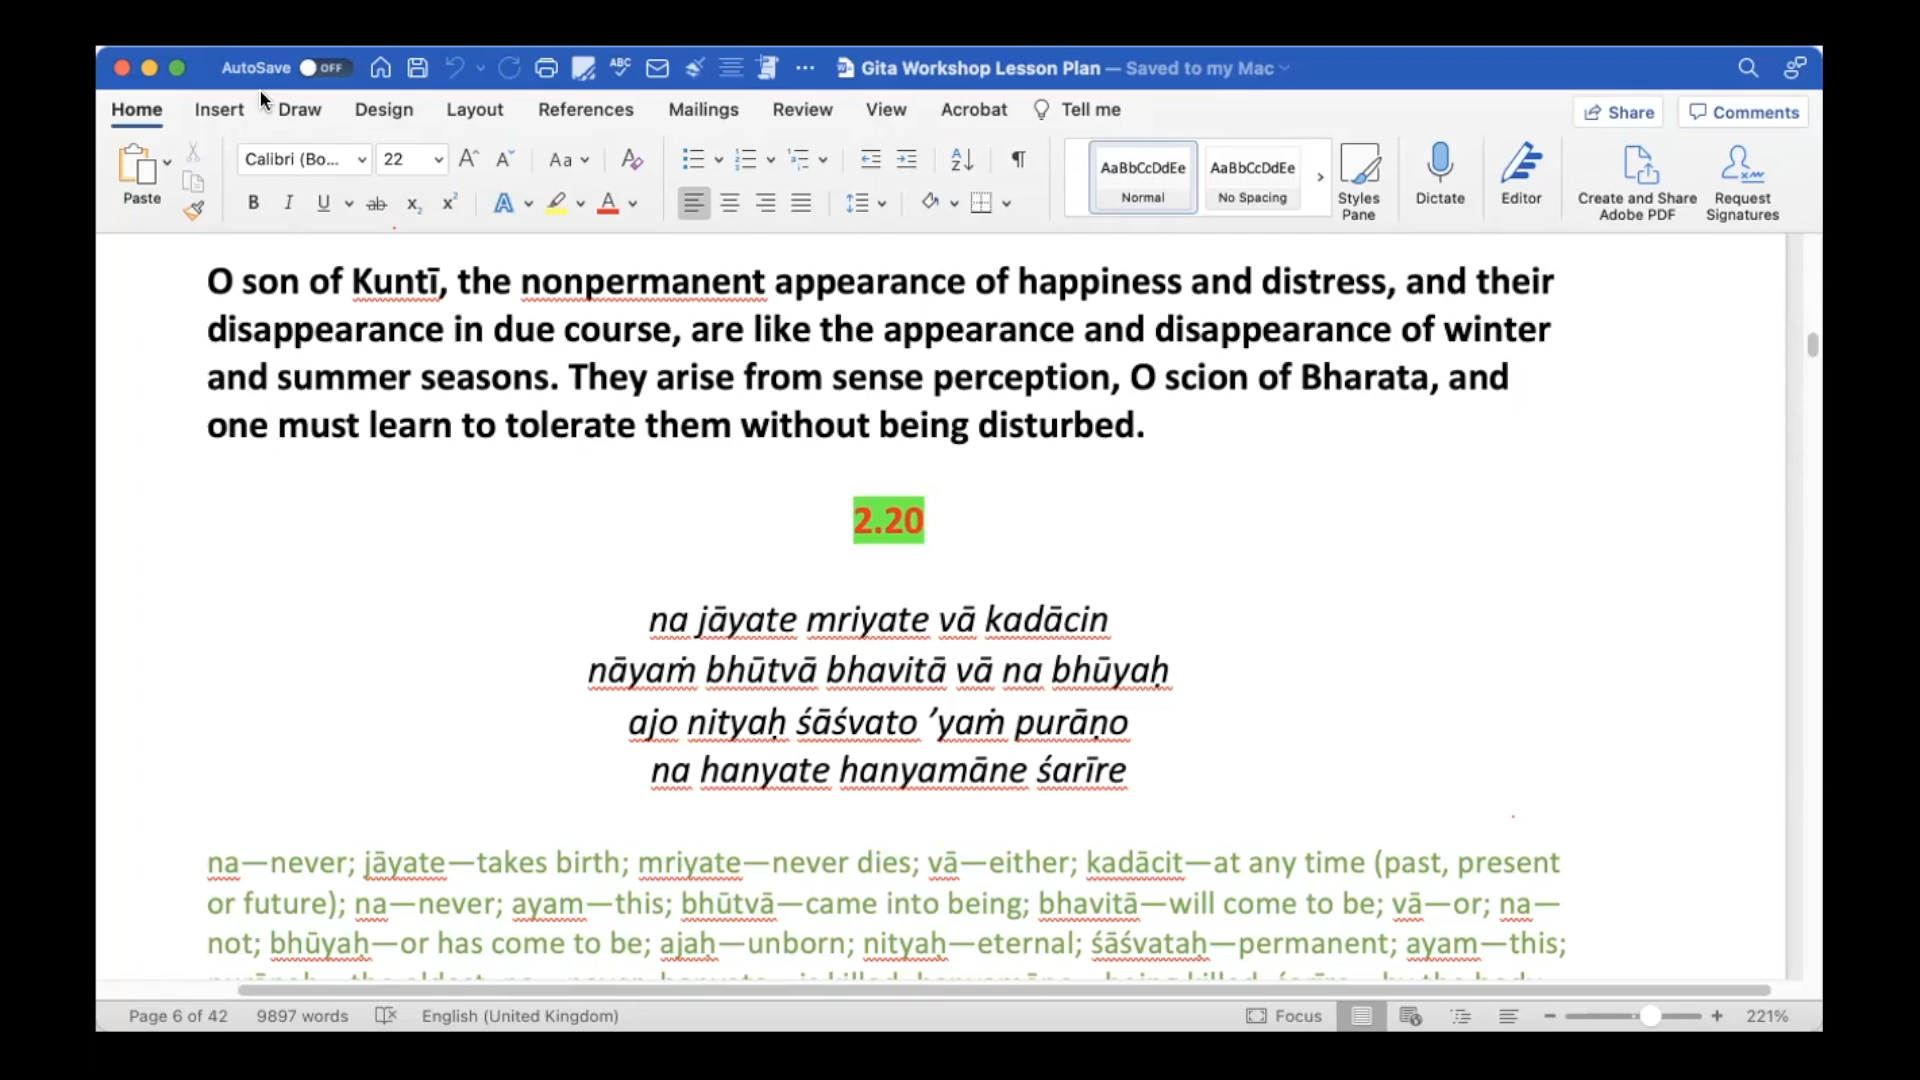 AutoSave OFF ABC ... Gita Workshop Lesson Plan — Saved to my Mac
Home Insert Draw Design Layout References Mailings Review View Acrobat Tell me Share Comments
Paste Calibri (Bo... 22 Aa AaBbCcDdEe Normal AaBbCcDdEe No Spacing Styles Pane Dictate Editor Create and Share Adobe PDF Request Signatures
O son of Kuntī, the nonpermanent appearance of happiness and distress, and their
disappearance in due course, are like the appearance and disappearance of winter
and summer seasons. They arise from sense perception, O scion of Bharata, and
one must learn to tolerate them without being disturbed.
2.20
na jāyate mriyate vā kadācin
nāyaṁ bhūtvā bhavitā vā na bhūyaḥ
ajo nityaḥ śāśvato ’yaṁ purāṇo
na hanyate hanyamāne śarīre
na—never; jāyate—takes birth; mriyate—never dies; vā—either; kadācit—at any time (past, present
or future); na—never; ayam—this; bhūtvā—came into being; bhavitā—will come to be; vā—or; na—
not; bhūyaḥ—or has come to be; ajaḥ—unborn; nityaḥ—eternal; śāśvataḥ—permanent; ayam—this;
Page 6 of 42 9897 words English (United Kingdom) Focus 221%